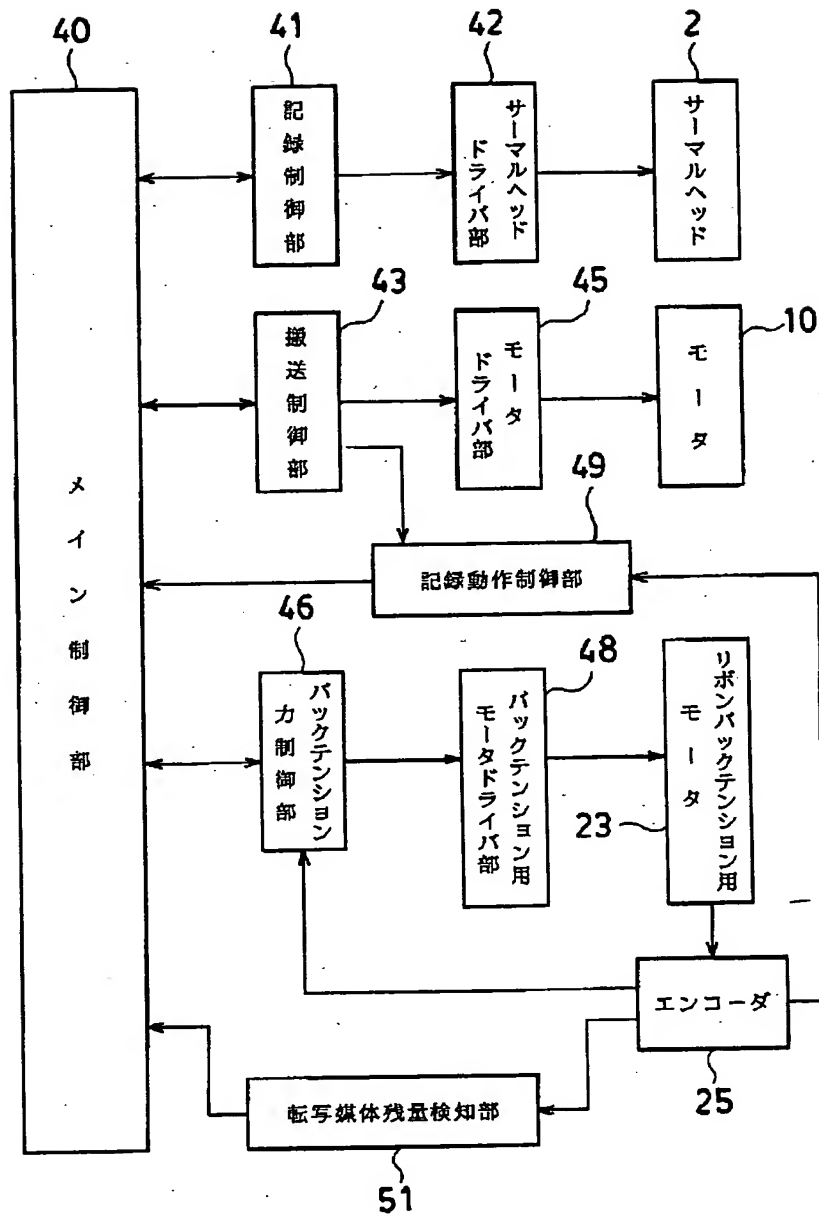 40
41
42
2
メイン制御部
記録制御部
サーマルヘッド
ドライバ部
サーマルヘッド
43
45
10
搬送制御部
モータ
ドライバ部
モータ
49
記録動作制御部
46
48
バックテンション
力制御部
バックテンション用
モータドライバ部
リボンバックテンション用
モータ
23
エンコーダ
25
転写媒体残量検知部
51